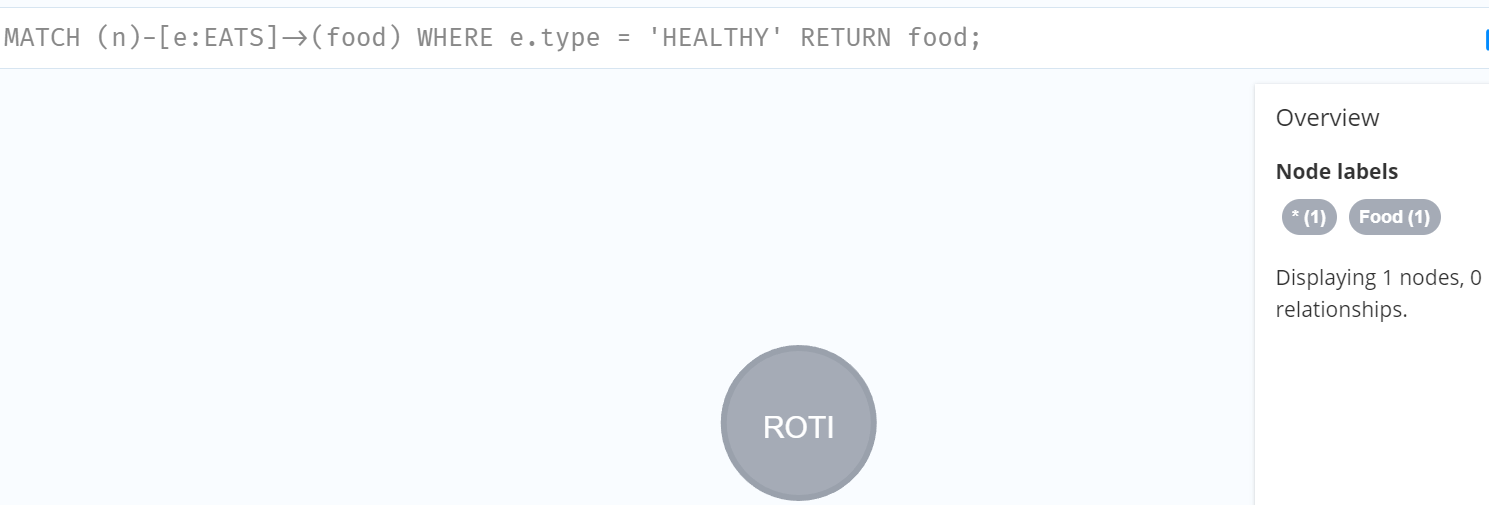 MATCH (n)-[e:EATS]->(food) WHERE e.type = 'HEALTHY' RETURN food;
Overview
Node labels
* (1) Food (1)
Displaying 1 nodes, 0
relationships.
ROTI